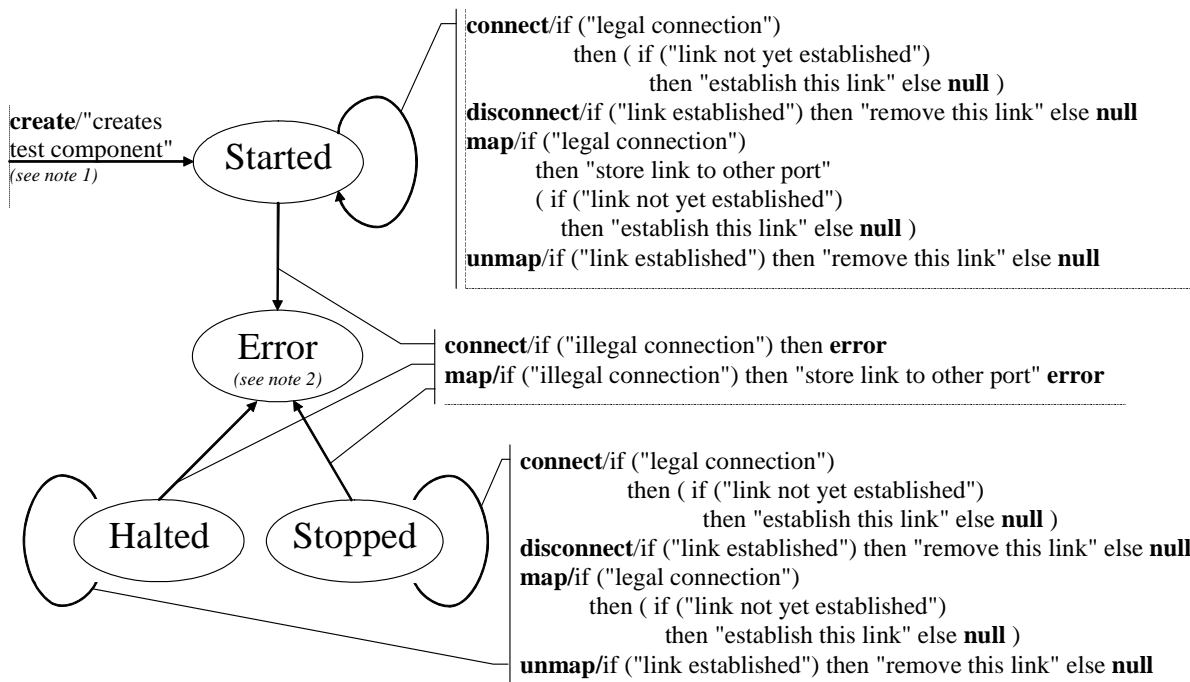 connect/if ("legal connection")
then ( if ("link not yet established")
then "establish this link" else null )
disconnect/if ("link established") then "remove this link" else null
map/if ("legal connection")
then "store link to other port"
( if ("link not yet established")
then "establish this link" else null )
unmap/if ("link established") then "remove this link" else null
create/"creates
test component"
(see note 1)
Started
Error
(see note 2)
connect/if ("illegal connection") then error
map/if ("illegal connection") then "store link to other port" error
Halted
Stopped
connect/if ("legal connection")
then ( if ("link not yet established")
then "establish this link" else null )
disconnect/if ("link established") then "remove this link" else null
map/if ("legal connection")
then ( if ("link not yet established")
then "establish this link" else null )
unmap/if ("link established") then "remove this link" else null